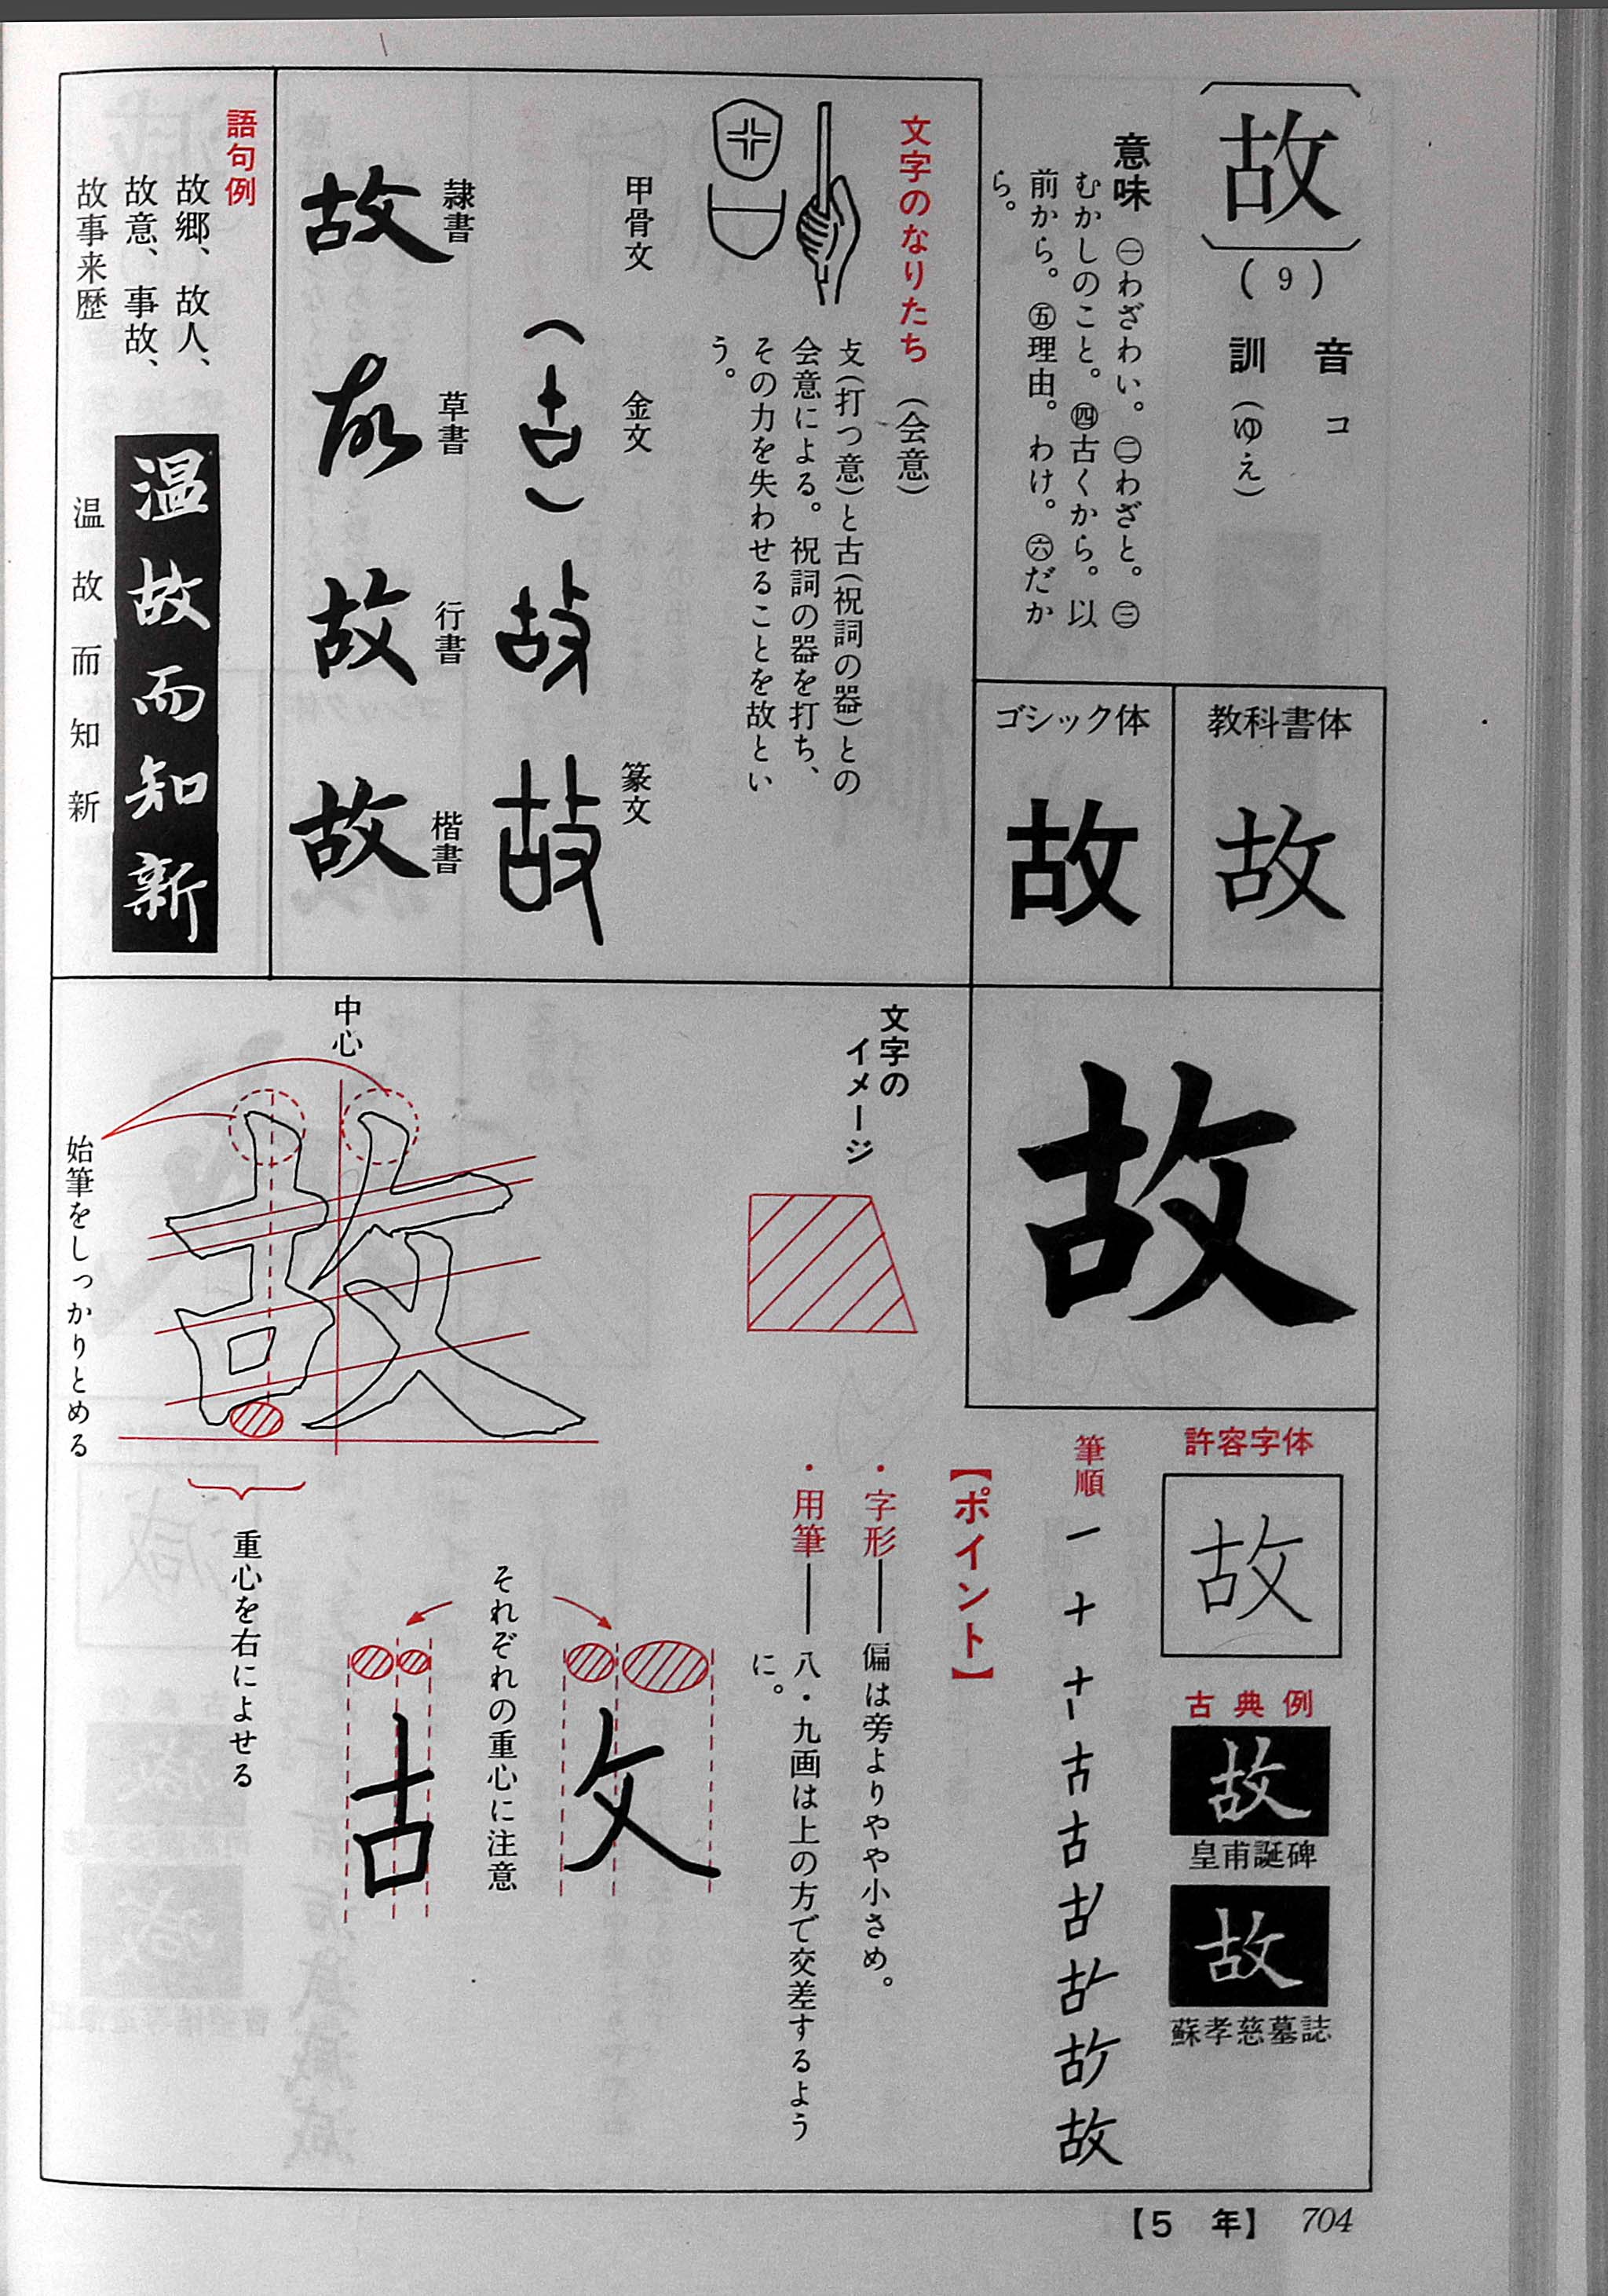 故
(9)
音 コ
訓 (ゆえ)
意味 ㊀わざわい。㊁わざと。㊂
むかしのこと。㊃古くから。以
前から。㊄理由。わけ。㊅だか
ら。
教科書体
故
ゴシック体
故
文字のなりたち (会意)
攴(打つ意)と古(祝詞の器)との
会意による。祝詞の器を打ち、
その力を失わせることを故とい
う。
甲骨文
金文
篆文
(古)
故
故
隷書
草書
行書
楷書
故
故
故
故
語句例
故郷、故人、
故意、事故、
故事来歴
温故而知新
温故而知新
故
許容字体
故
古典例
故
皇甫誕碑
故
蘇孝慈墓誌
筆順
故
【ポイント】
・字形――偏は旁よりやや小さめ。
・用筆――八・九画は上の方で交差するよう
に。
文字の
イメージ
攵
それぞれの重心に注意
古
中心
故
始筆をしっかりとめる
重心を右によせる
【5 年】 704